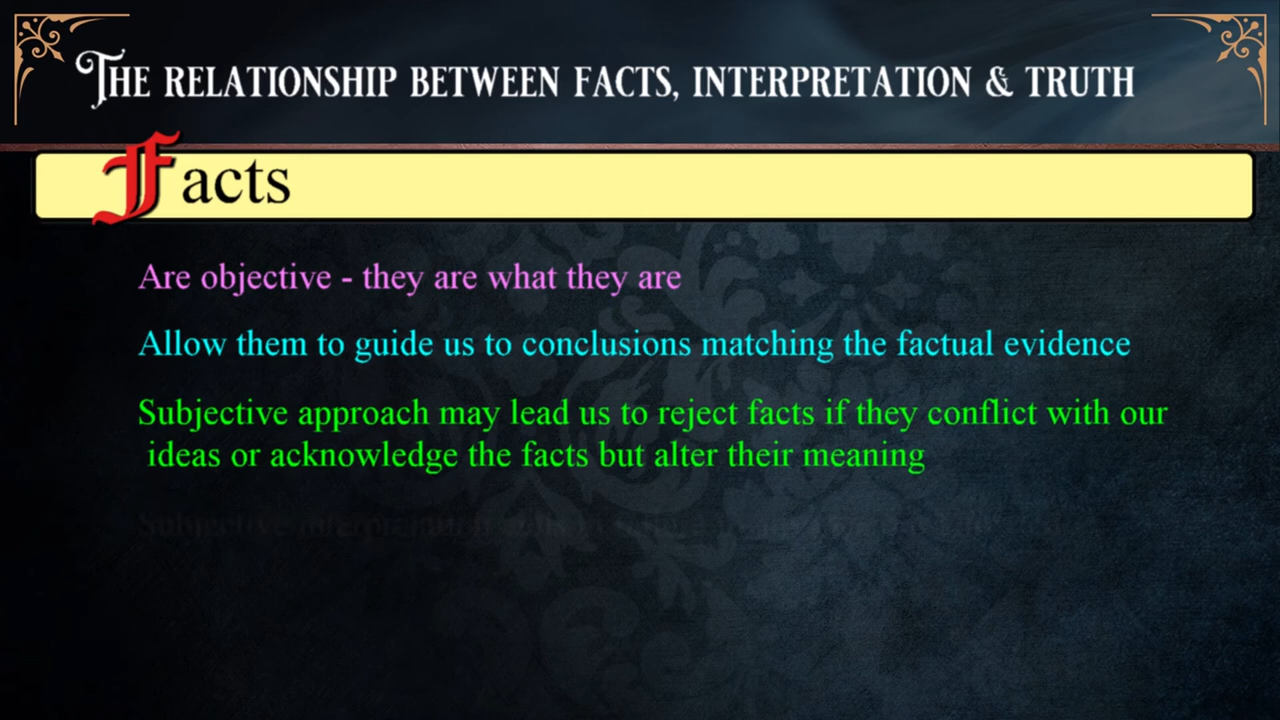 The relationship between facts, interpretation & truth
Facts
Are objective - they are what they are
Allow them to guide us to conclusions matching the factual evidence
Subjective approach may lead us to reject facts if they conflict with our
ideas or acknowledge the facts but alter their meaning
Subjective interpretation